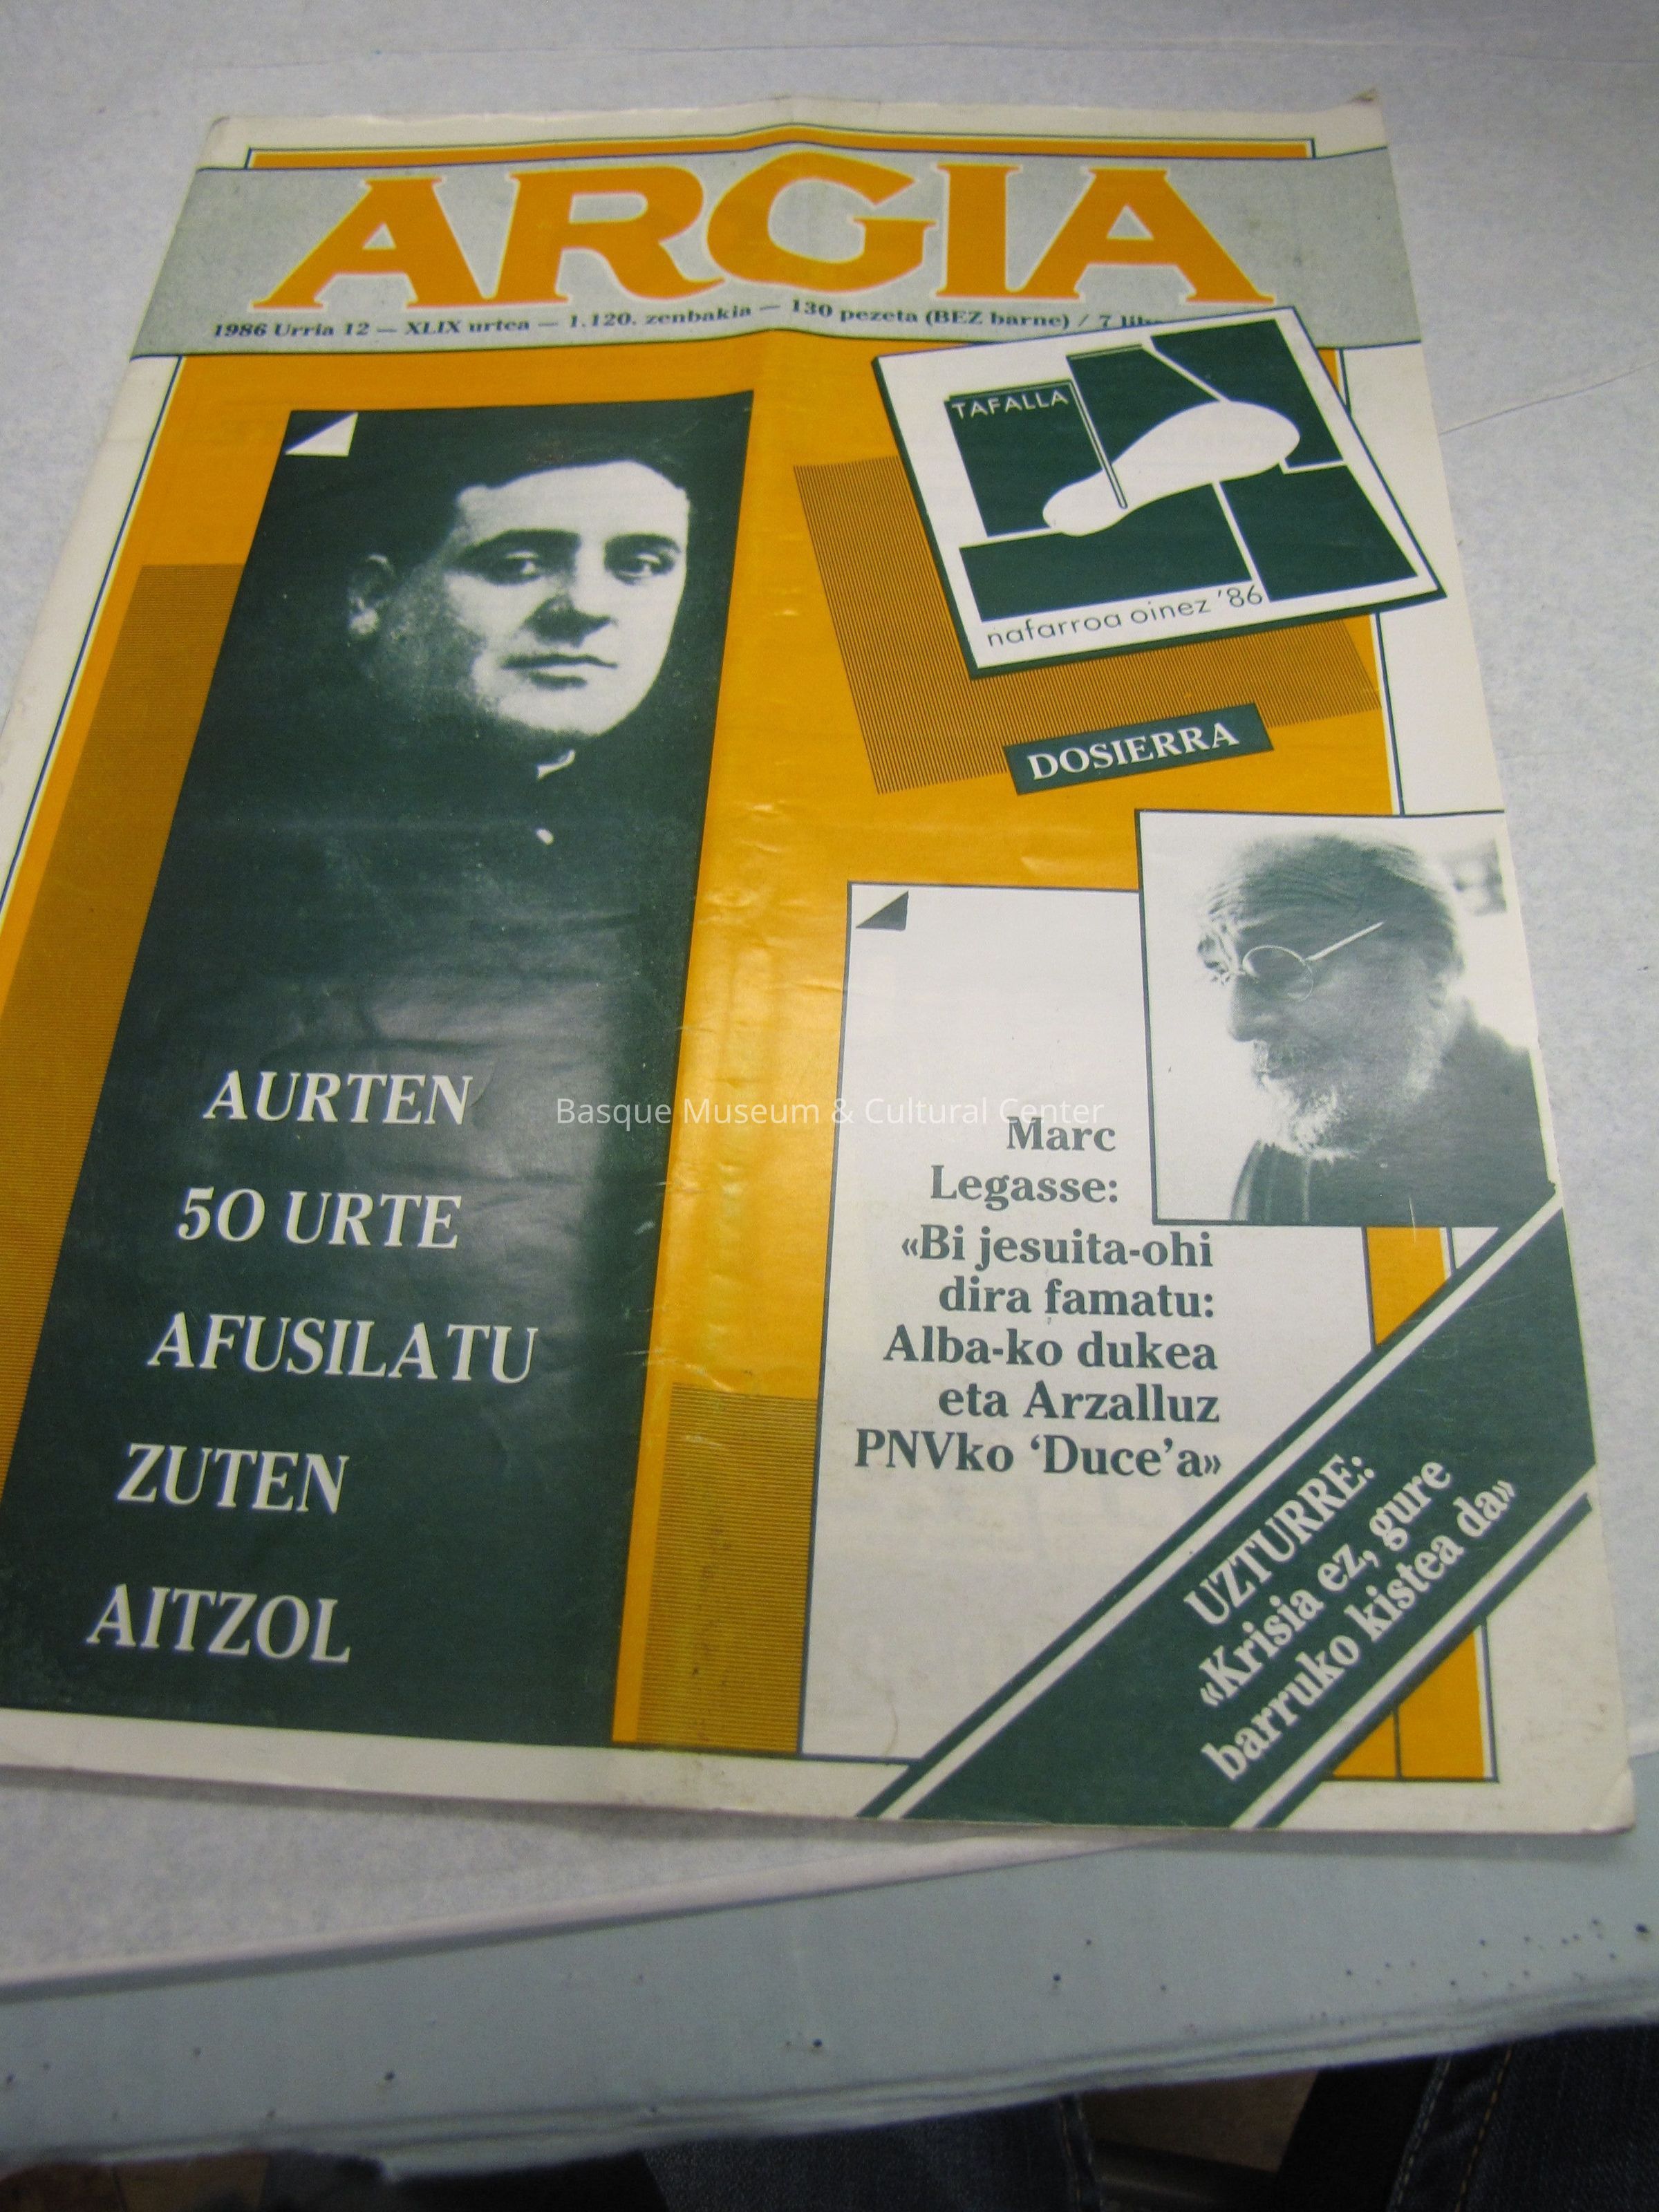 ARGIA
1986 Urria 12 — XLIX urtea — 1.120. zenbakia — 130 pezeta (BEZ barne) / 7
TAFALLA
nafarroa oinez '86
DOSIERRA
AURTEN
50 URTE
AFUSILATU
ZUTEN
AITZOL
Basque Museum & Cultural Center
Marc
Legasse:
«Bi jesuita-ohi
dira famatu:
Alba-ko dukea
eta Arzalluz
PNVko ‘Duce’a»
UZTURRE:
«Krisia ez, gure
barruko kistea da»